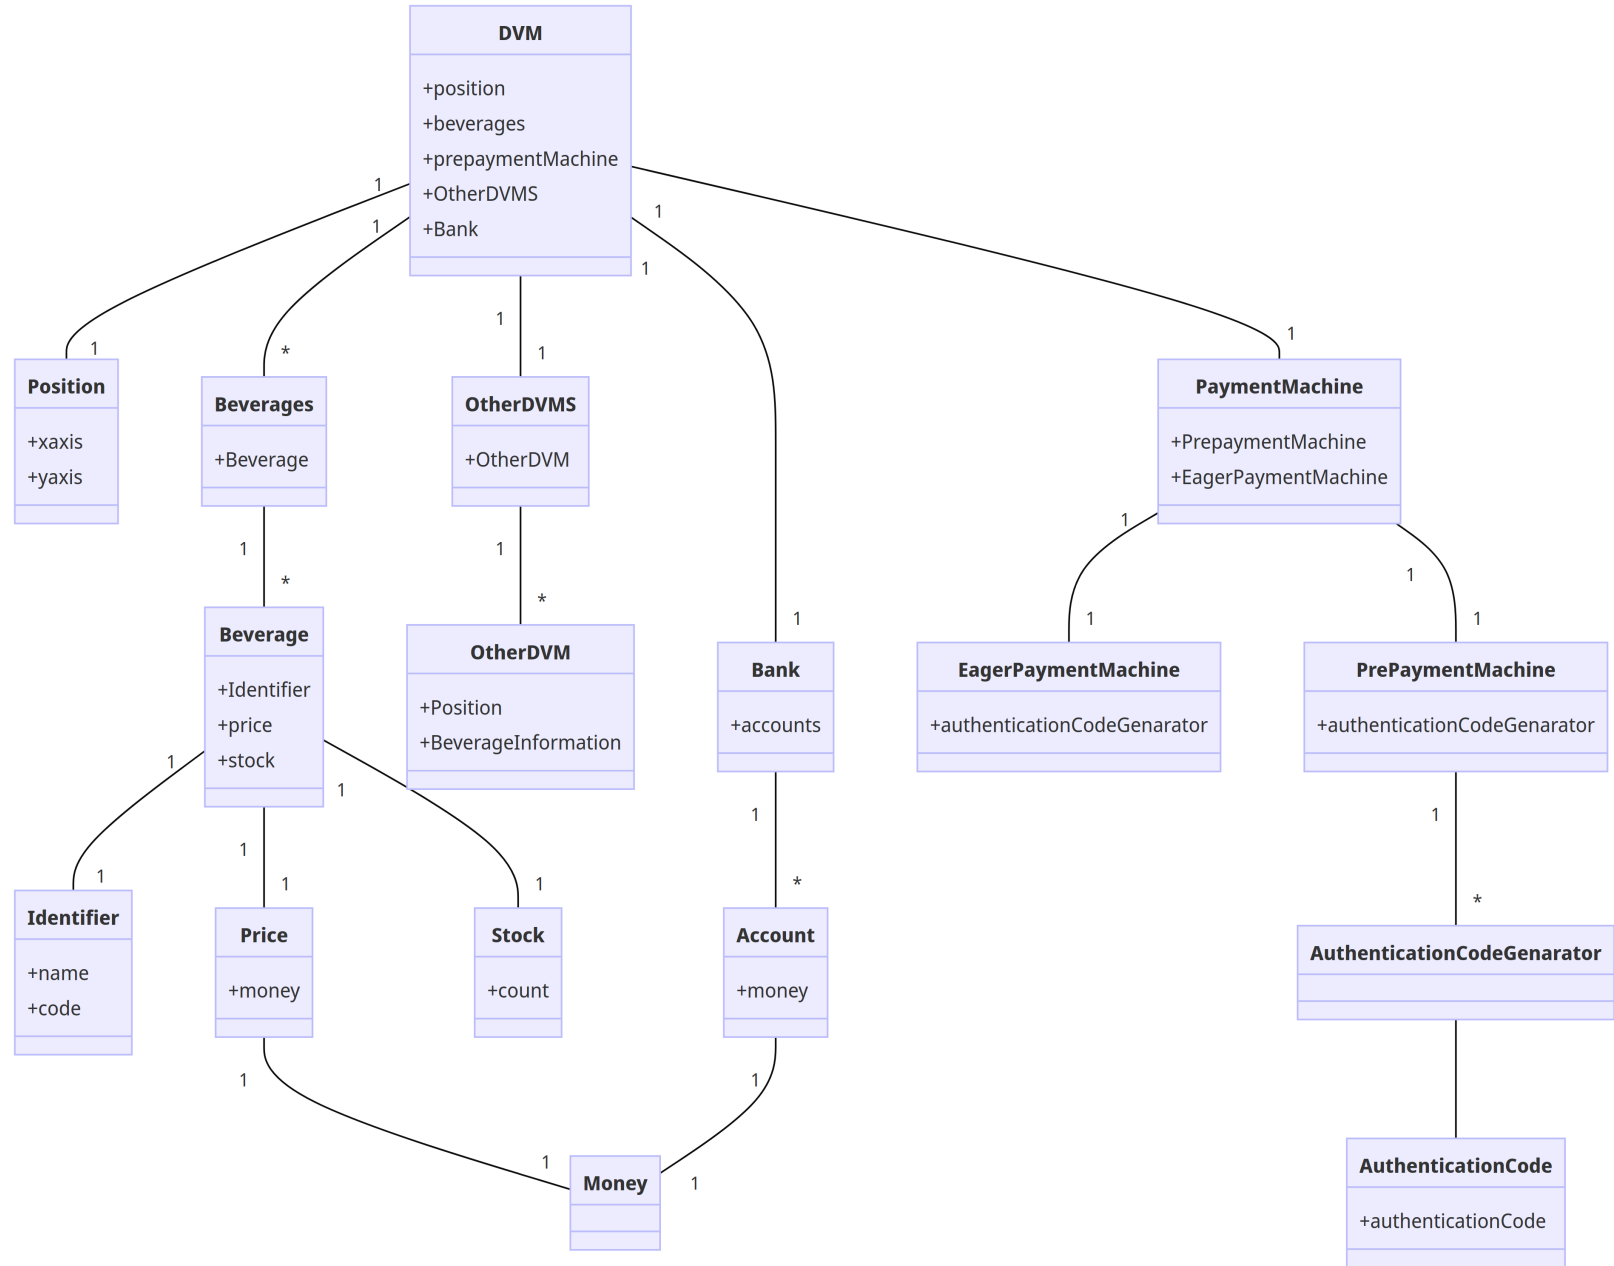 DVM
+position
+beverages
+prepaymentMachine
+OtherDVMS
+Bank
1
1
1
1
1
1
1
*
1
1
Position
+xaxis
+yaxis
Beverages
+Beverage
OtherDVMS
+OtherDVM
PaymentMachine
+PrepaymentMachine
+EagerPaymentMachine
1
1
1
1
*
*
1
1
1
Beverage
+Identifier
+price
+stock
OtherDVM
+Position
+BeverageInformation
Bank
+accounts
EagerPaymentMachine
+authenticationCodeGenarator
PrePaymentMachine
+authenticationCodeGenarator
1
1
1
1
1
1
1
1
*
*
Identifier
+name
+code
Price
+money
Stock
+count
Account
+money
AuthenticationCodeGenarator
1
1
1
1
Money
AuthenticationCode
+authenticationCode